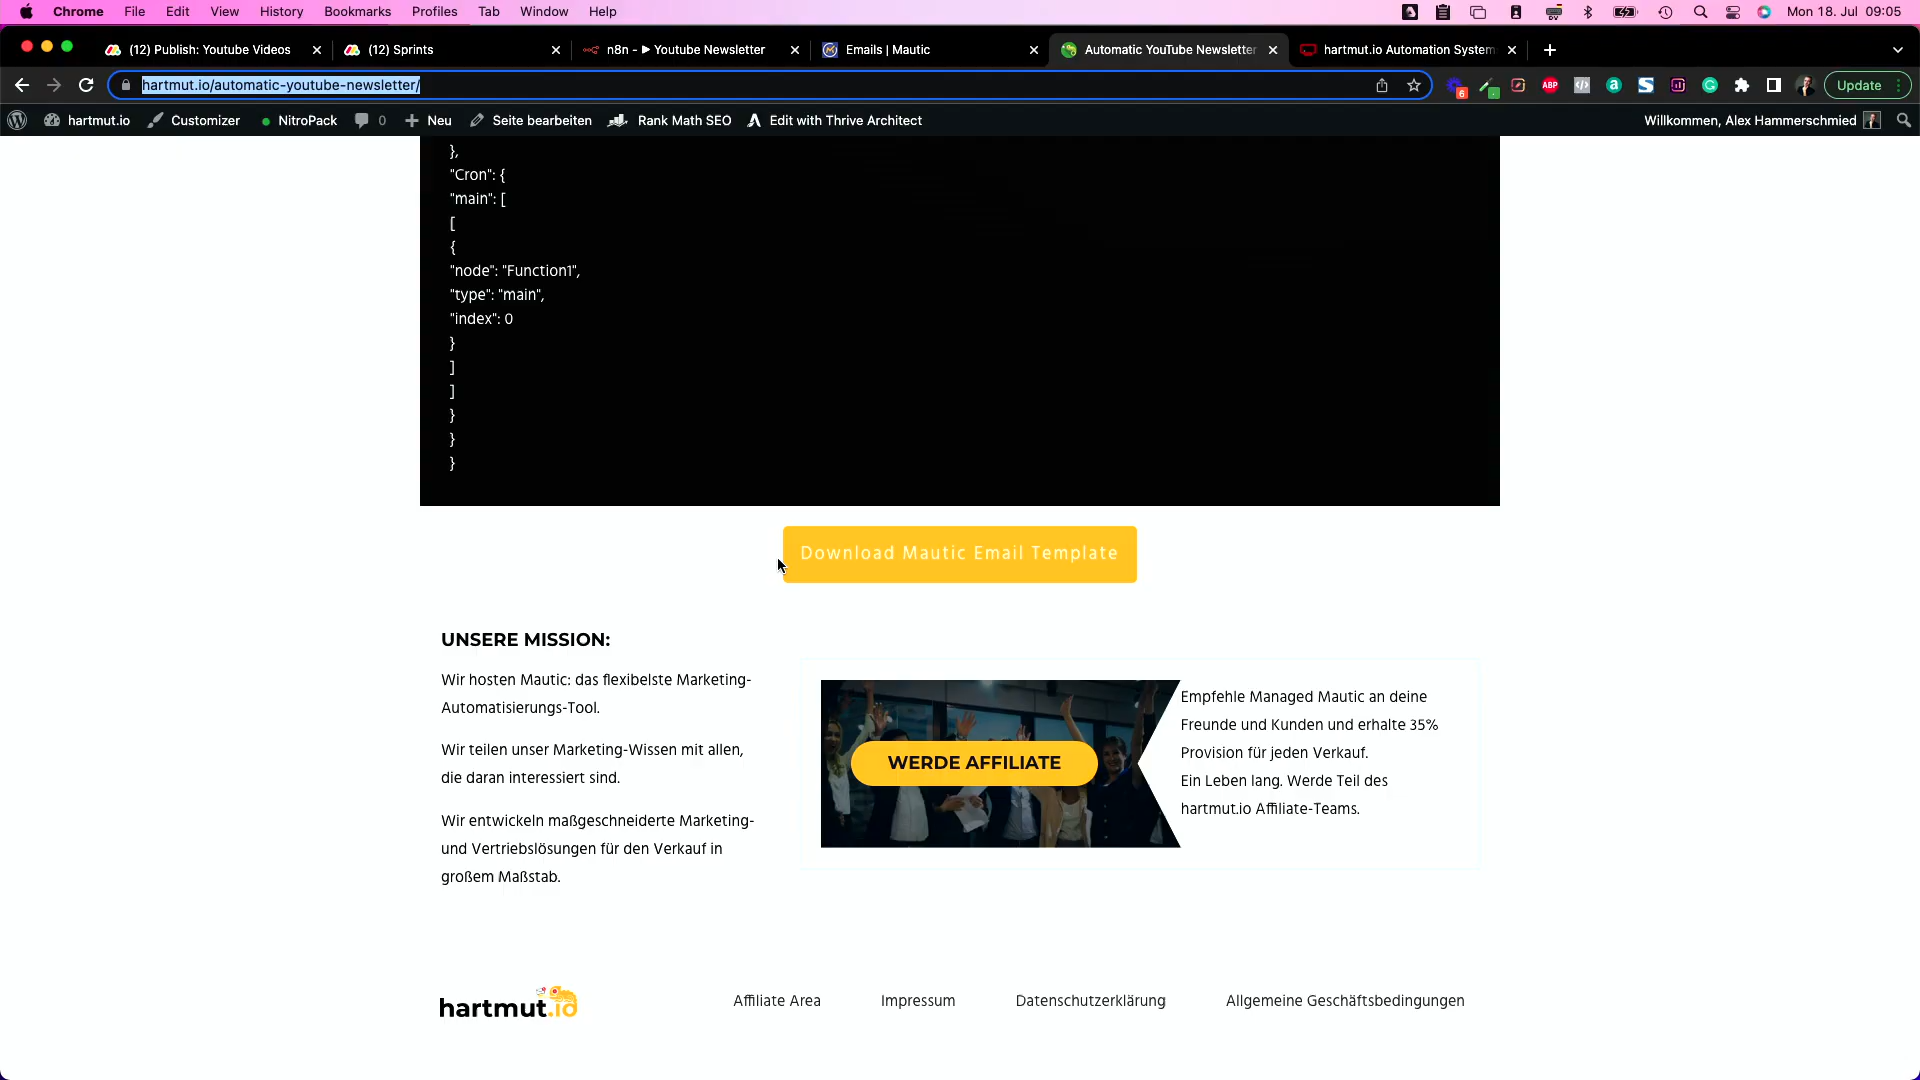 Chrome File Edit View History Bookmarks Profiles Tab Window Help
DV
Mon 18. Jul 09:05
(12) Publish: Youtube Videos
(12) Sprints
n8n - ▶ Youtube Newsletter
Emails | Mautic
Automatic YouTube Newsletter
hartmut.io Automation System
hartmut.io/automatic-youtube-newsletter/
6
ABP
Update
hartmut.io
Customizer
NitroPack
0
Neu
Seite bearbeiten
Rank Math SEO
Edit with Thrive Architect
Willkommen, Alex Hammerschmied
},
"Cron": {
"main": [
[
{
"node": "Function1",
"type": "main",
"index": 0
}
]
]
}
}
}
Download Mautic Email Template
UNSERE MISSION:
Wir hosten Mautic: das flexibelste Marketing-
Automatisierungs-Tool.
Wir teilen unser Marketing-Wissen mit allen,
die daran interessiert sind.
Wir entwickeln maßgeschneiderte Marketing-
und Vertriebslösungen für den Verkauf in
großem Maßstab.
WERDE AFFILIATE
Empfehle Managed Mautic an deine
Freunde und Kunden und erhalte 35%
Provision für jeden Verkauf.
Ein Leben lang. Werde Teil des
hartmut.io Affiliate-Teams.
hartmut.io
Affiliate Area
Impressum
Datenschutzerklärung
Allgemeine Geschäftsbedingungen